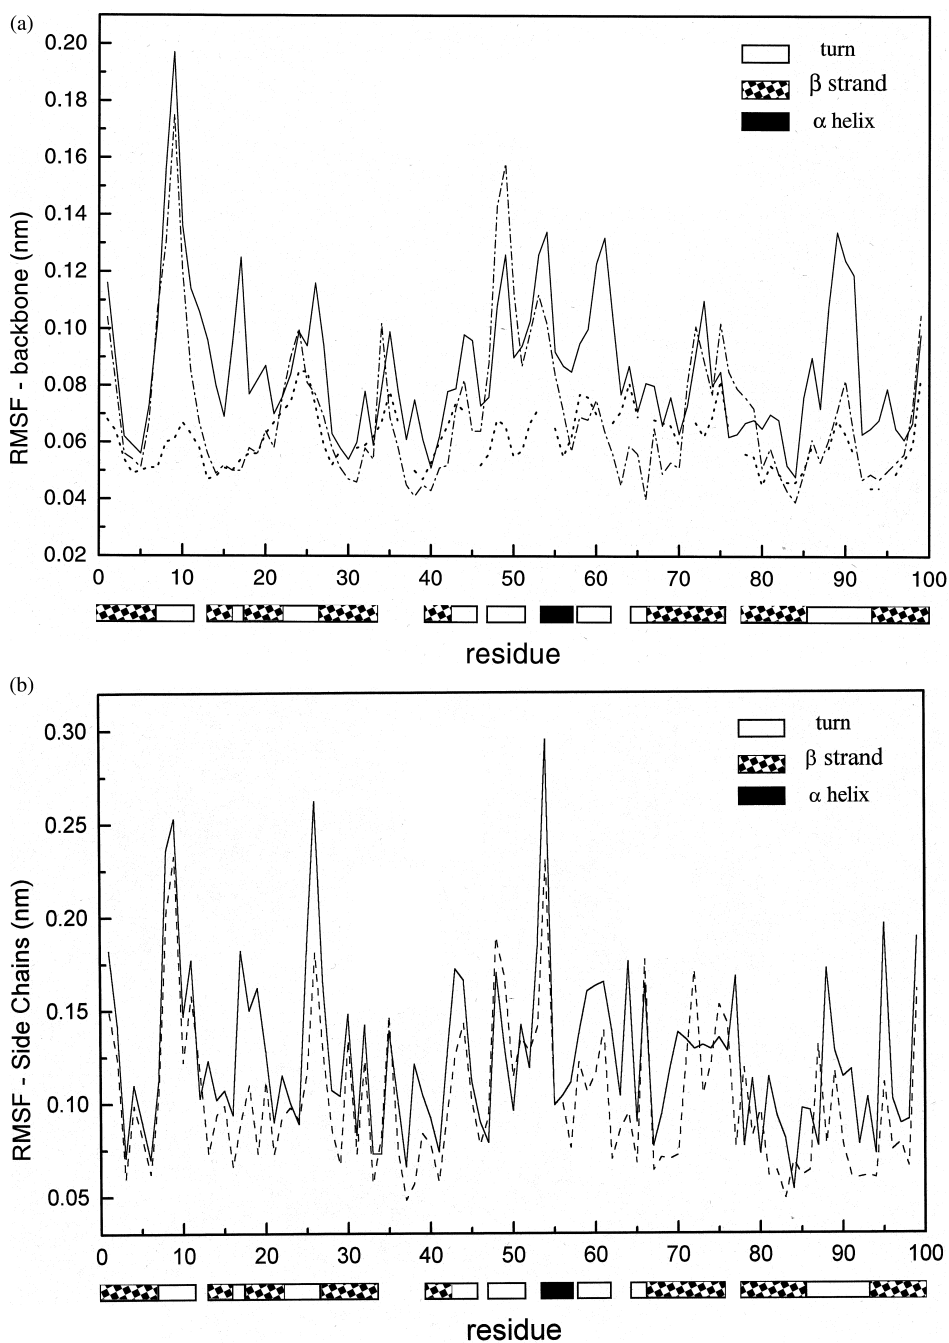 (a)
0.20
0.18
0.16
0.14
0.12
0.10
0.08
0.06
0.04
0.02
RMSF - backbone (nm)
turn
β strand
α helix
0 10 20 30 40 50 60 70 80 90 100
residue
(b)
0.30
0.25
0.20
0.15
0.10
0.05
RMSF - Side Chains (nm)
turn
β strand
α helix
0 10 20 30 40 50 60 70 80 90 100
residue